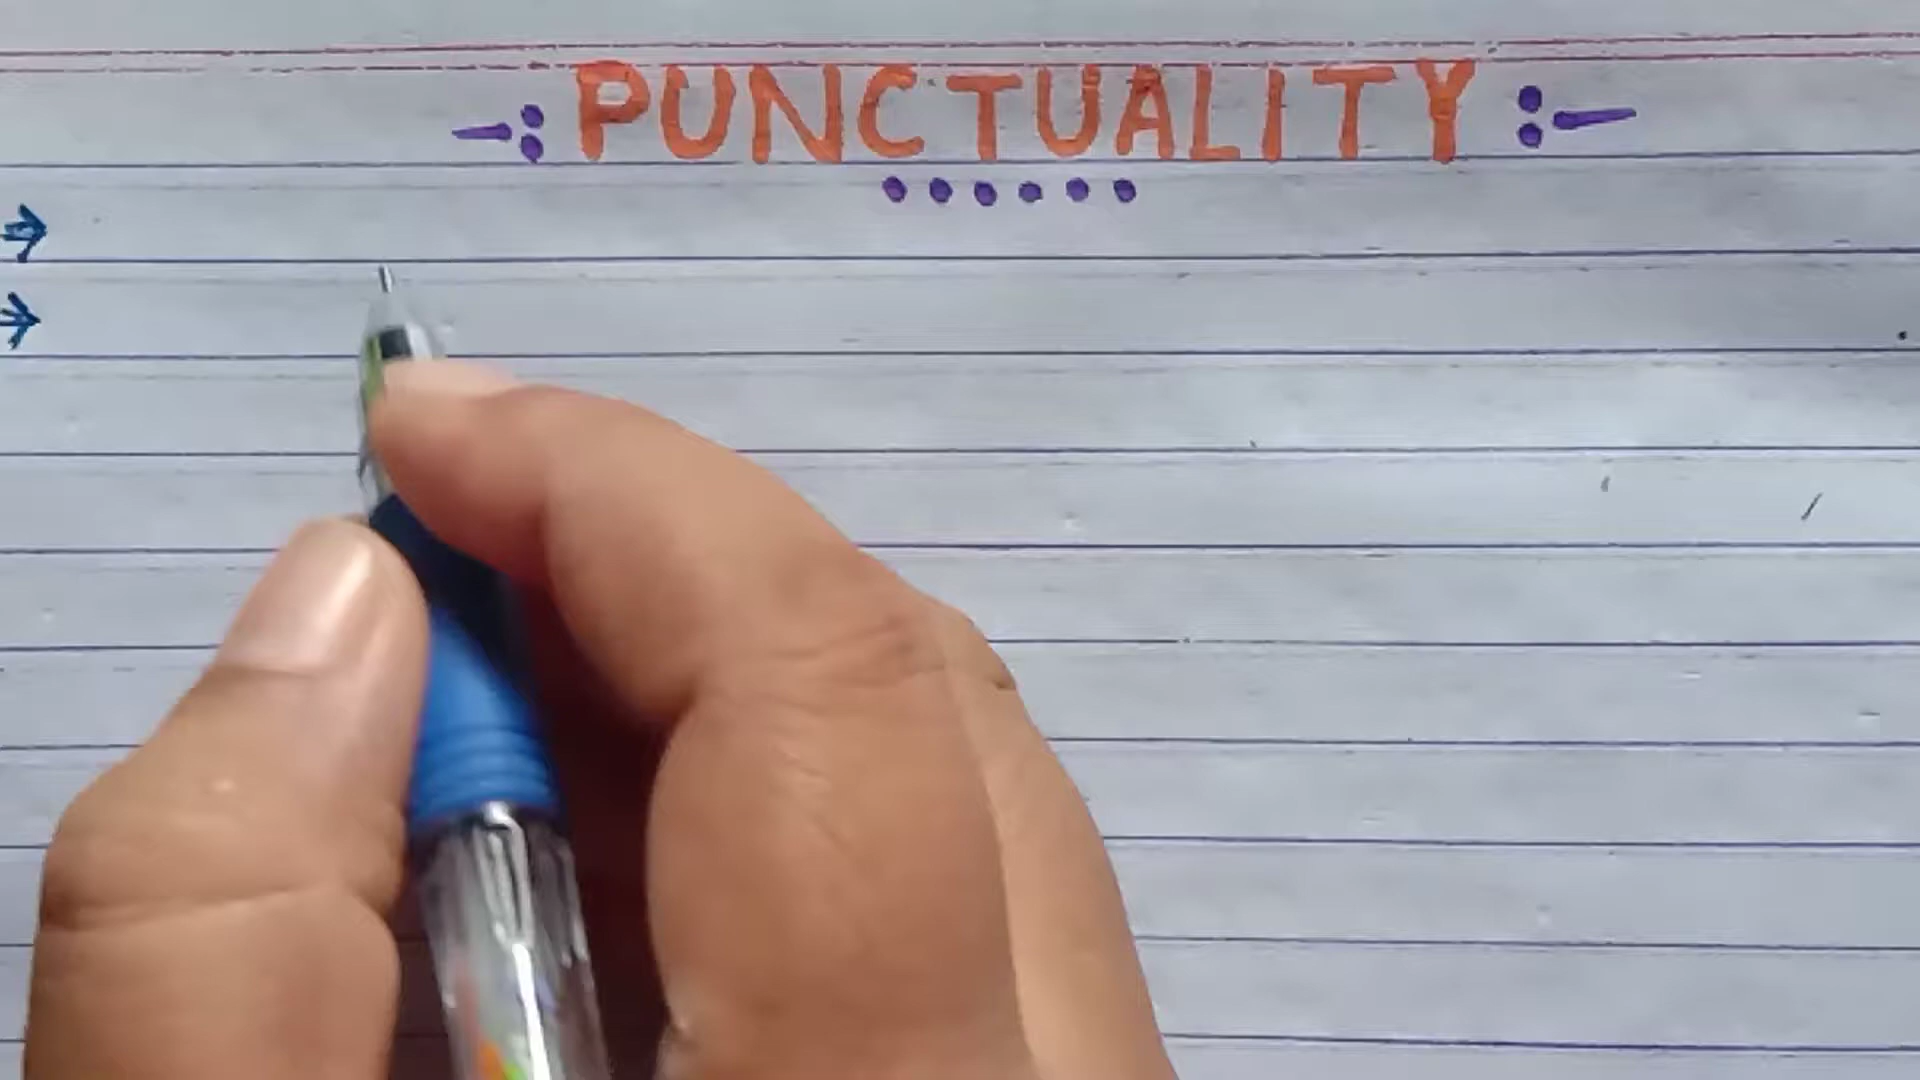 -: PUNCTUALITY :-
→
→